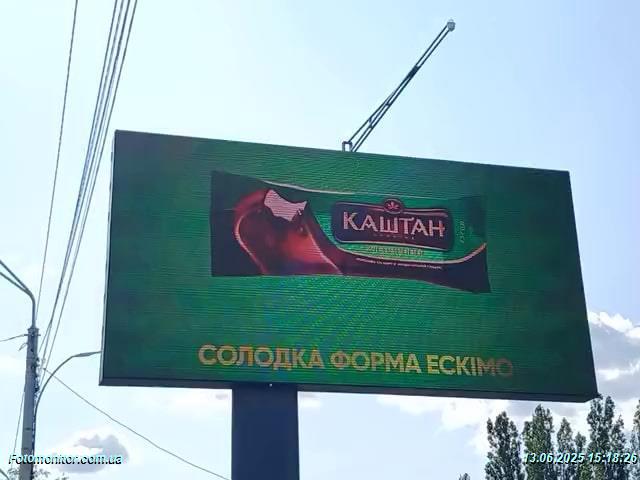 КАШТАН
СОЛОДКА ФОРМА ЕСКІМО
Fotomonitor.com.ua
13.06.2025 15:18:26